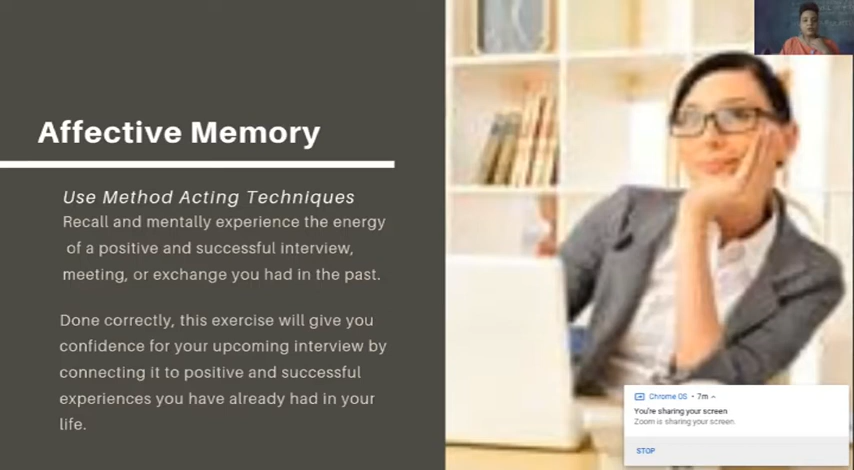 Affective Memory
Use Method Acting Techniques
Recall and mentally experience the energy
of a positive and successful interview,
meeting, or exchange you had in the past.
Done correctly, this exercise will give you
confidence for your upcoming interview by
connecting it to positive and successful
experiences you have already had in your
life.
Chrome OS • 7m
You're sharing your screen
Zoom is sharing your screen.
STOP